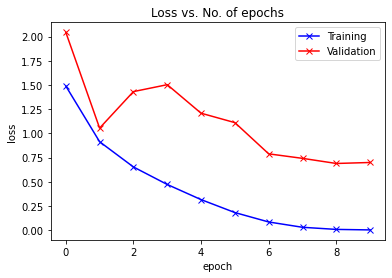 Loss vs. No. of epochs
Training
Validation
2.00
1.75
1.50
1.25
1.00
0.75
0.50
0.25
0.00
loss
0 2 4 6 8
epoch